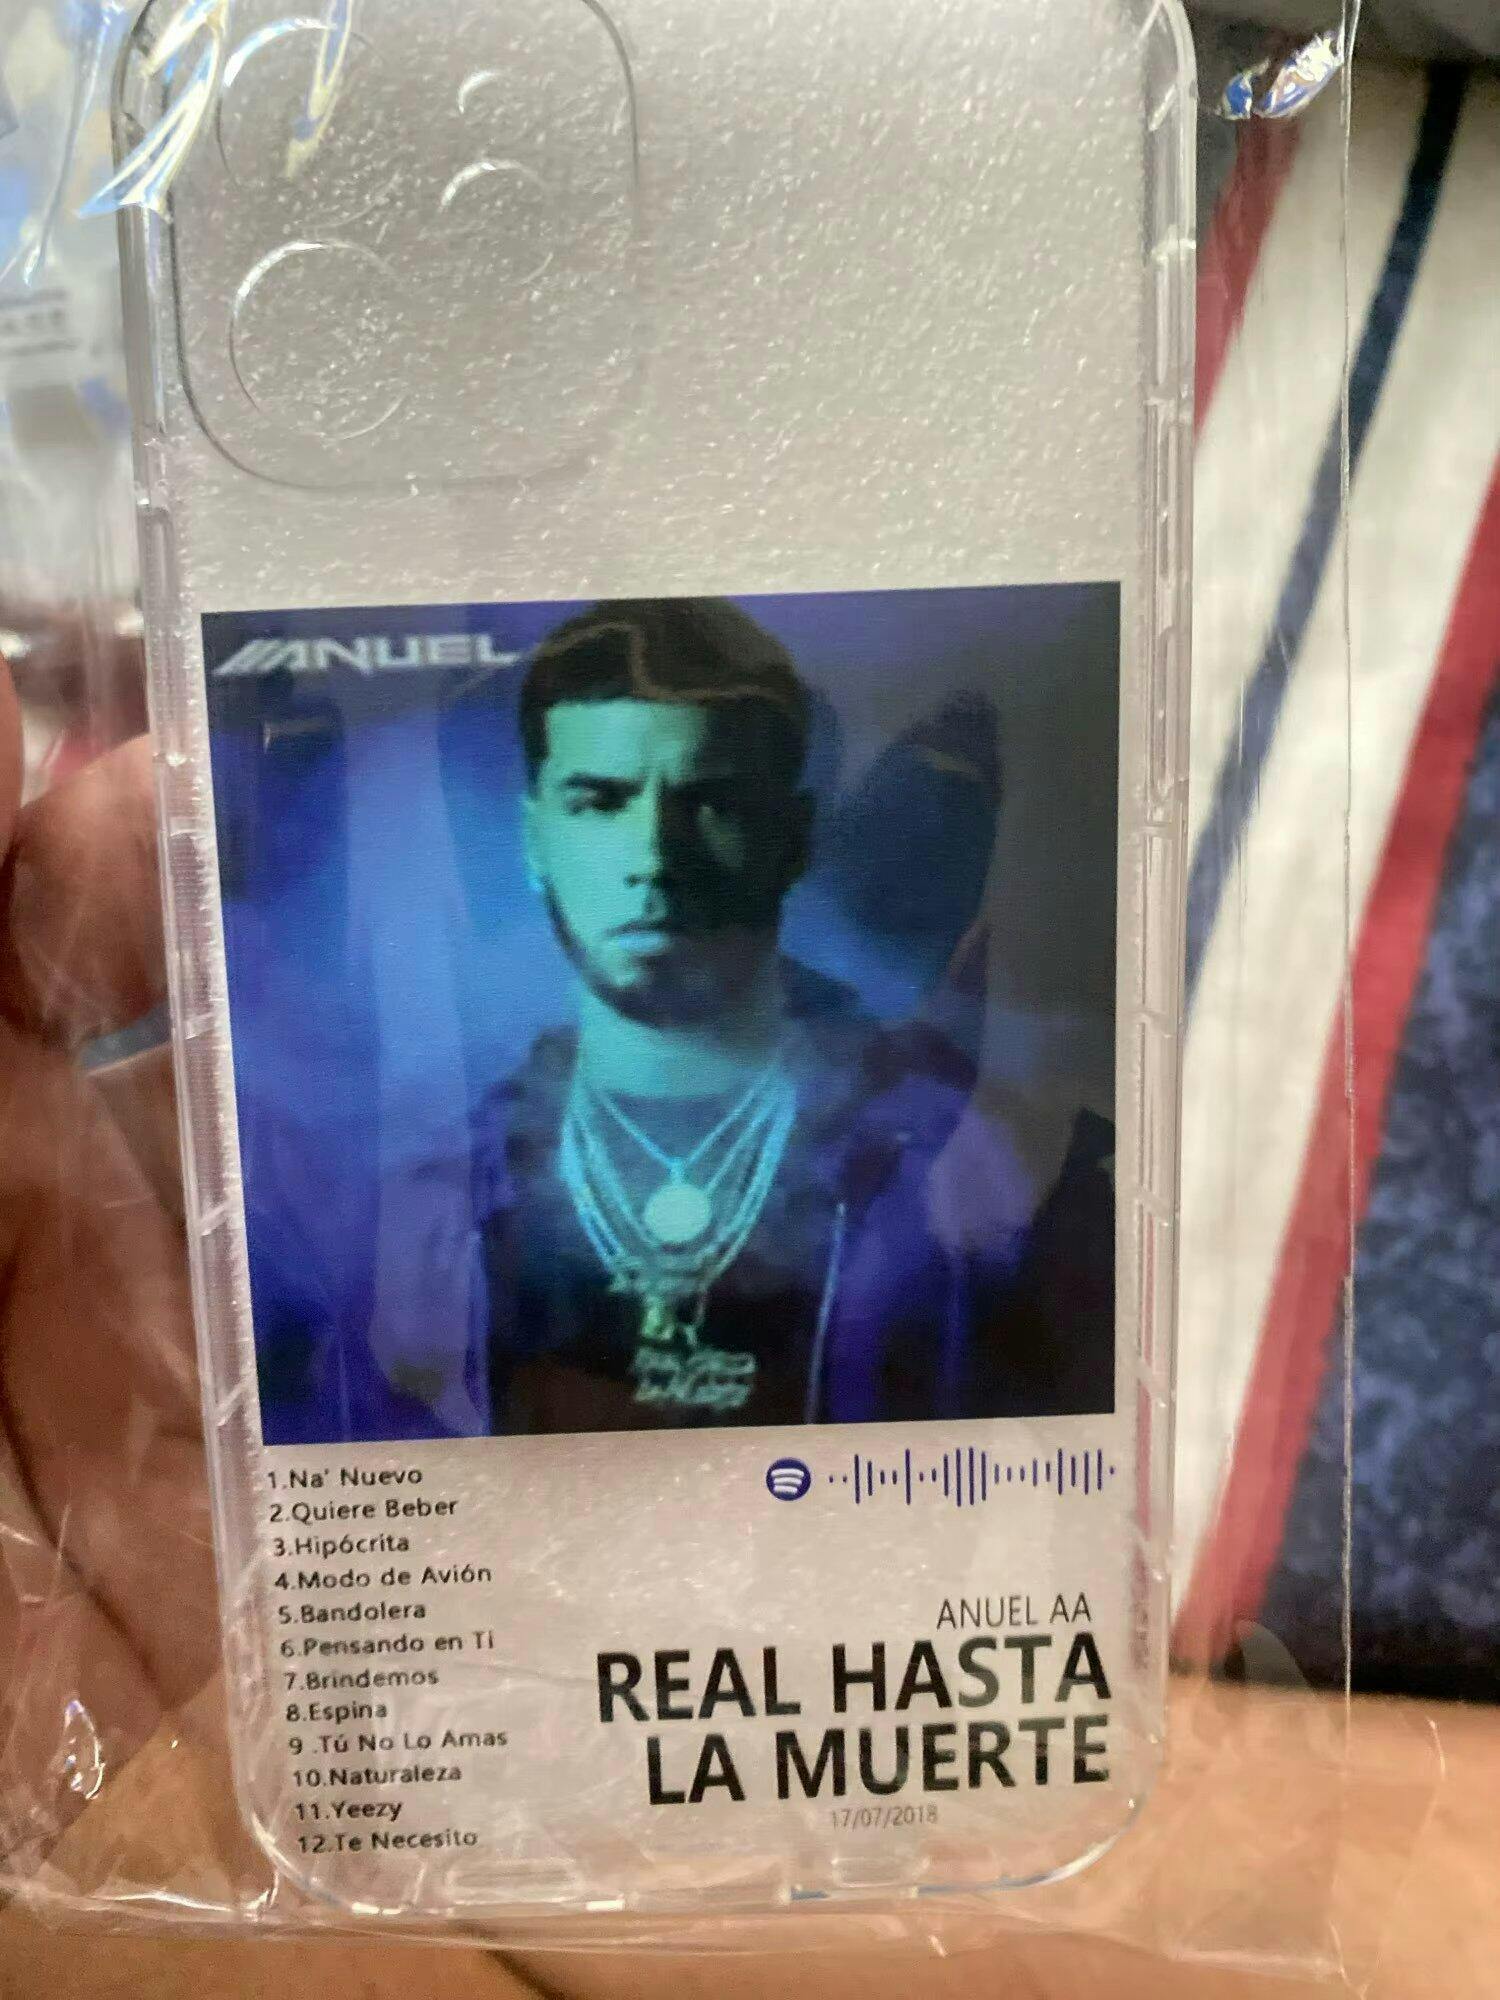 ANUEL
1.Na' Nuevo
2.Quiere Beber
3.Hipócrita
4.Modo de Avión
5.Bandolera
6.Pensando en Ti
7.Brindemos
8.Espina
9 .Tú No Lo Amas
10.Naturaleza
11.Yeezy
12.Te Necesito
ANUEL AA
REAL HASTA
LA MUERTE
17/07/2018